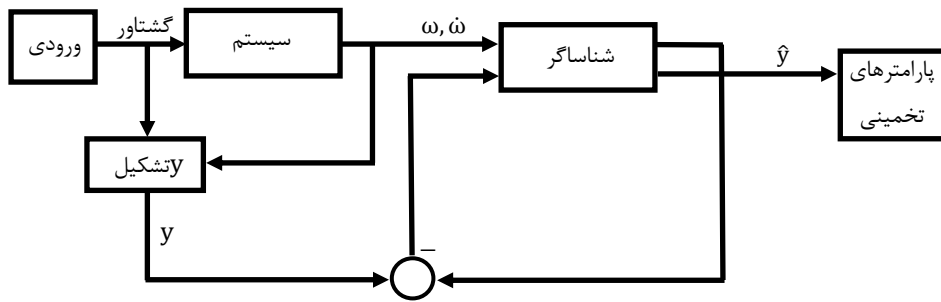 ورودی
گشتاور
سیستم
ω, ω̇
شناساگر
ŷ
پارامترهای
تخمینی
تشکیلy
y
−